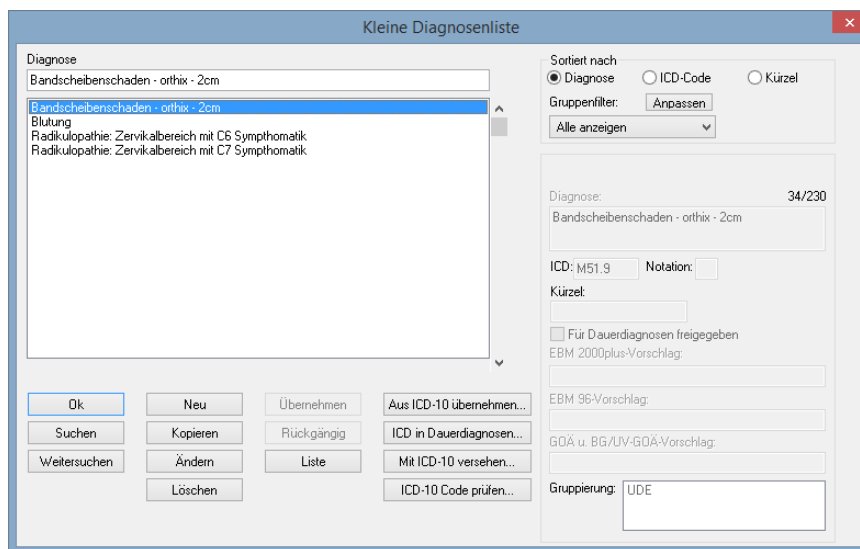 Kleine Diagnosenliste
Diagnose
Bandscheibenschaden - orthix - 2cm
Bandscheibenschaden - orthix - 2cm
Blutung
Radikulopathie: Zervikalbereich mit C6 Sympthomatik
Radikulopathie: Zervikalbereich mit C7 Sympthomatik
Ok
Neu
Übernehmen
Aus ICD-10 übernehmen...
Suchen
Kopieren
Rückgängig
ICD in Dauerdiagnosen...
Weitersuchen
Ändern
Liste
Mit ICD-10 versehen...
Löschen
ICD-10 Code prüfen...
Sortiert nach
Diagnose
ICD-Code
Kürzel
Gruppenfilter:
Anpassen
Alle anzeigen
Diagnose:
34/230
Bandscheibenschaden - orthix - 2cm
ICD: M51.9
Notation:
Kürzel:
Für Dauerdiagnosen freigegeben
EBM 2000plus-Vorschlag:
EBM 96-Vorschlag:
GOÄ u. BG/UV-GOÄ-Vorschlag:
Gruppierung:
UDE